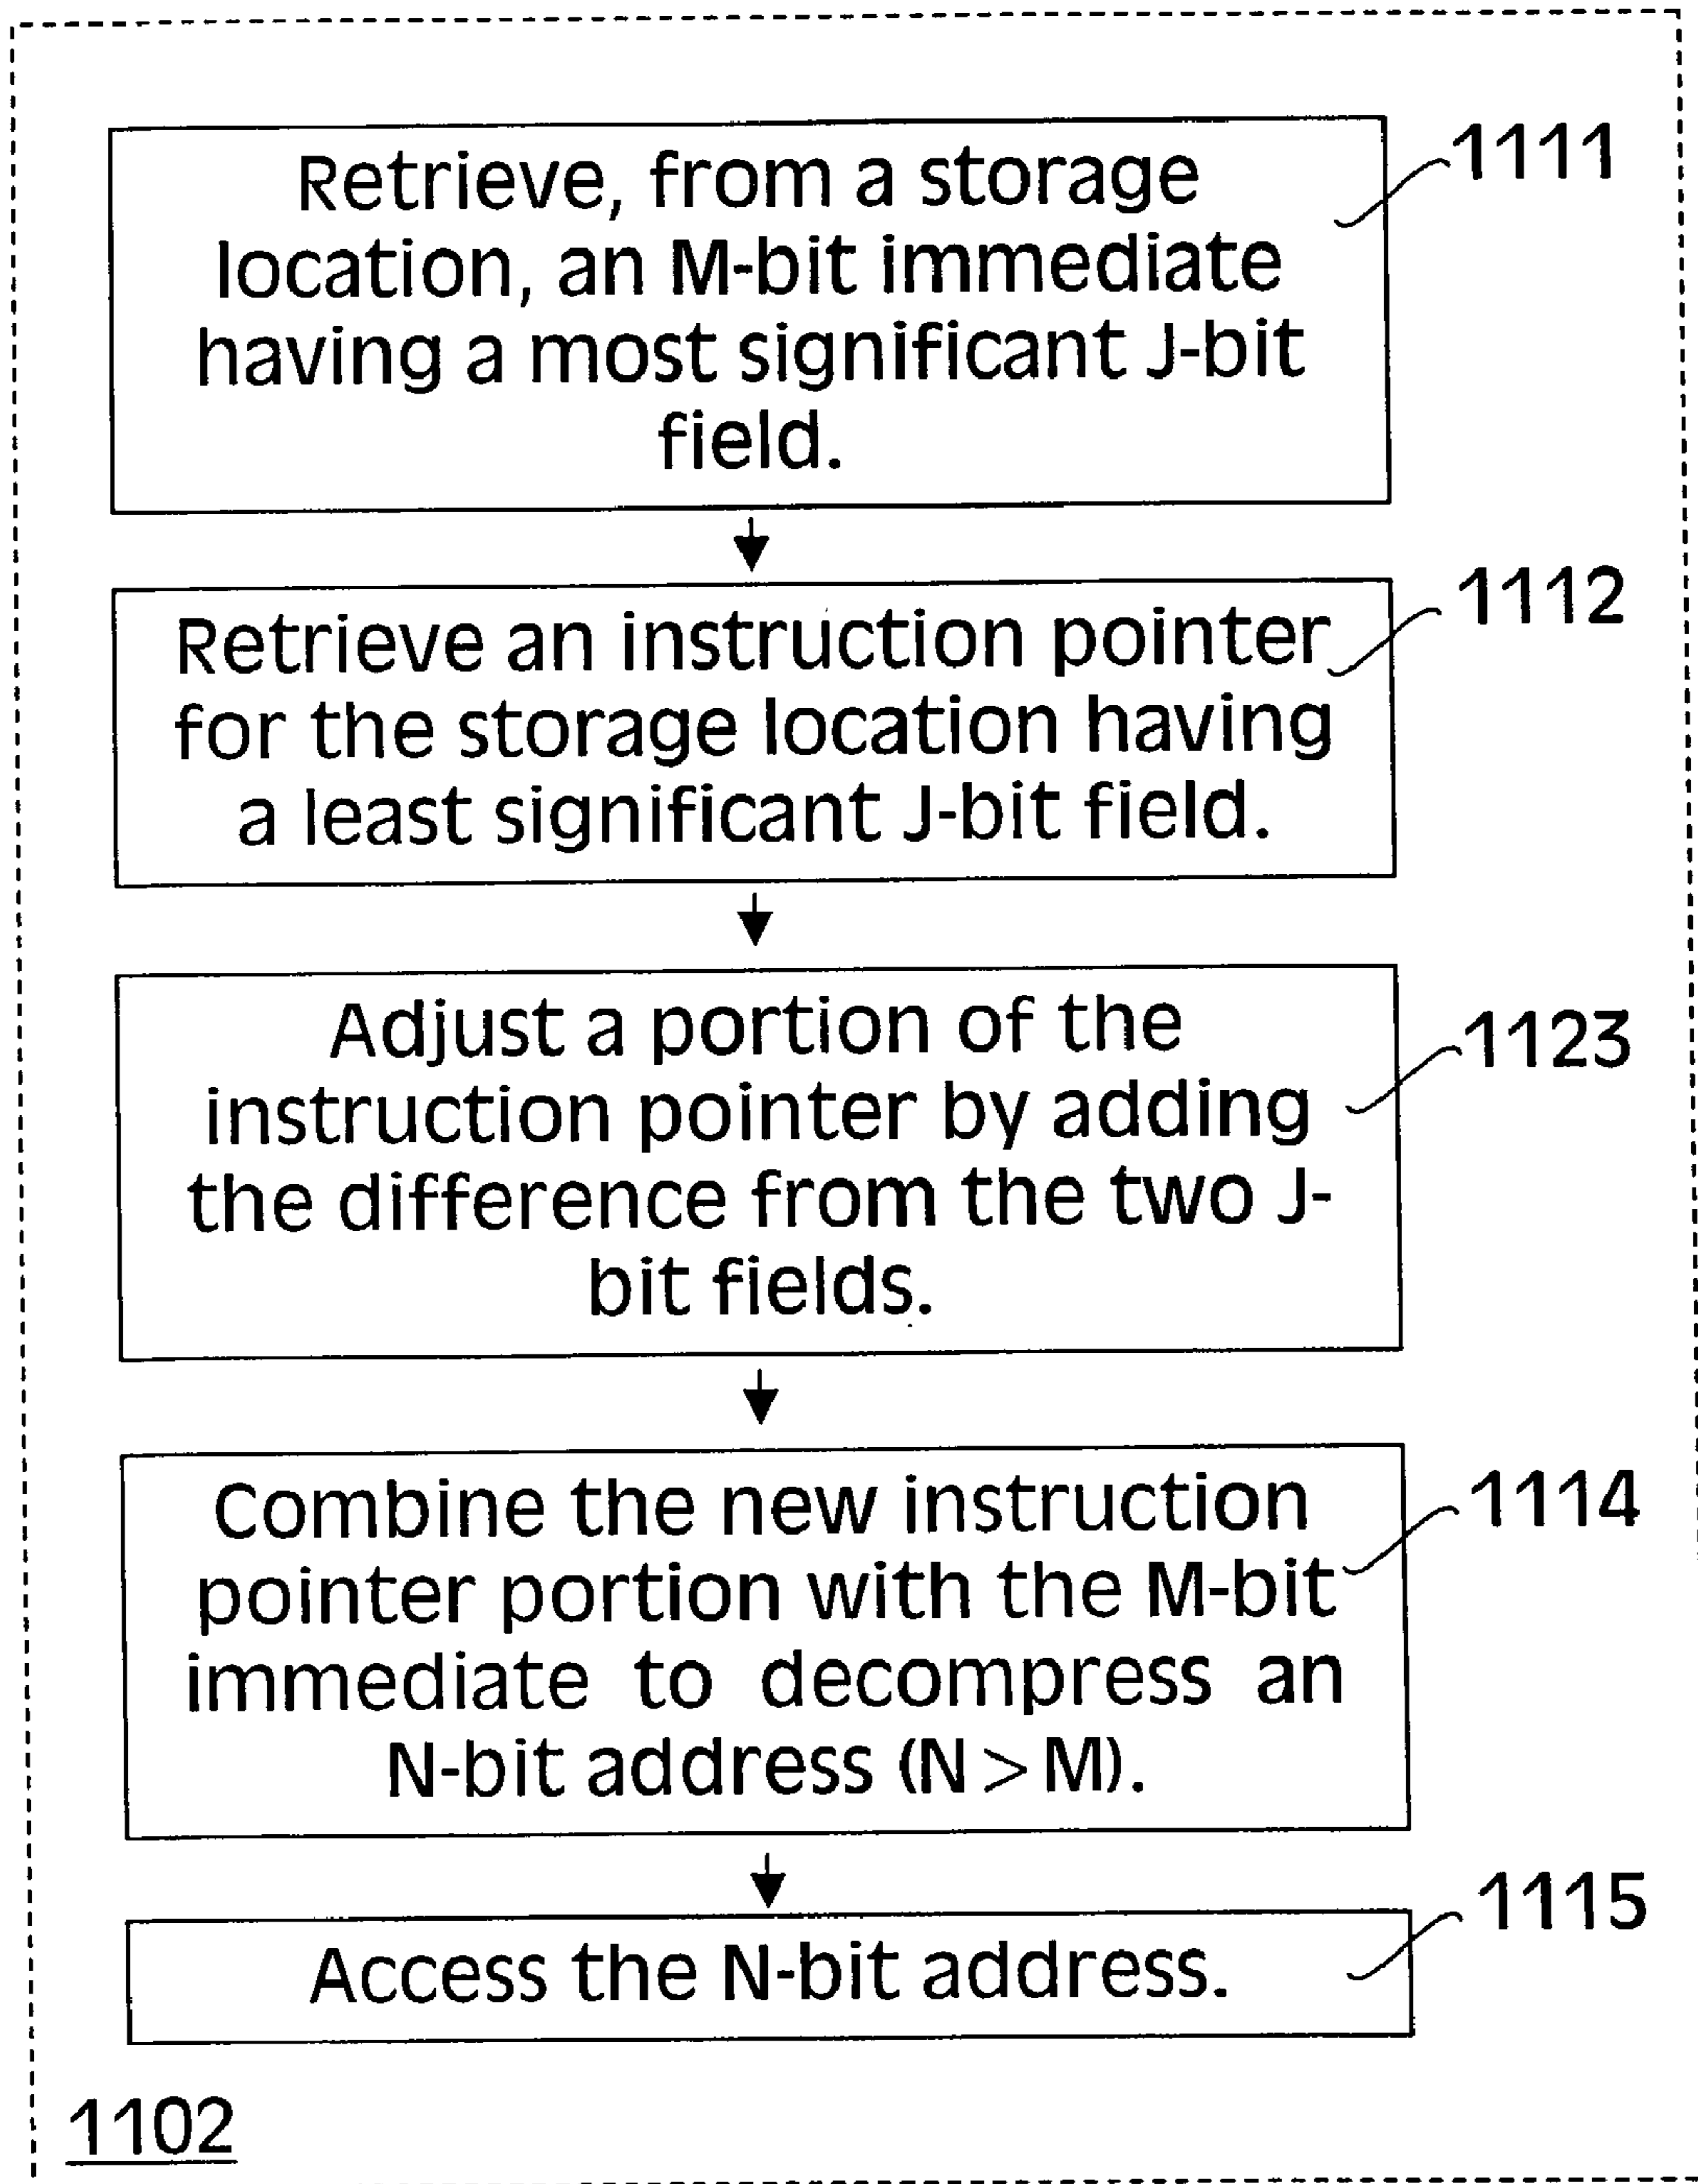 Retrieve, from a storage
location, an M-bit immediate
having a most significant J-bit
field.
1111
Retrieve an instruction pointer
for the storage location having
a least significant J-bit field.
1112
Adjust a portion of the
instruction pointer by adding
the difference from the two J-
bit fields.
1123
Combine the new instruction
pointer portion with the M-bit
immediate to decompress an
N-bit address (N > M).
1114
Access the N-bit address.
1115
1102